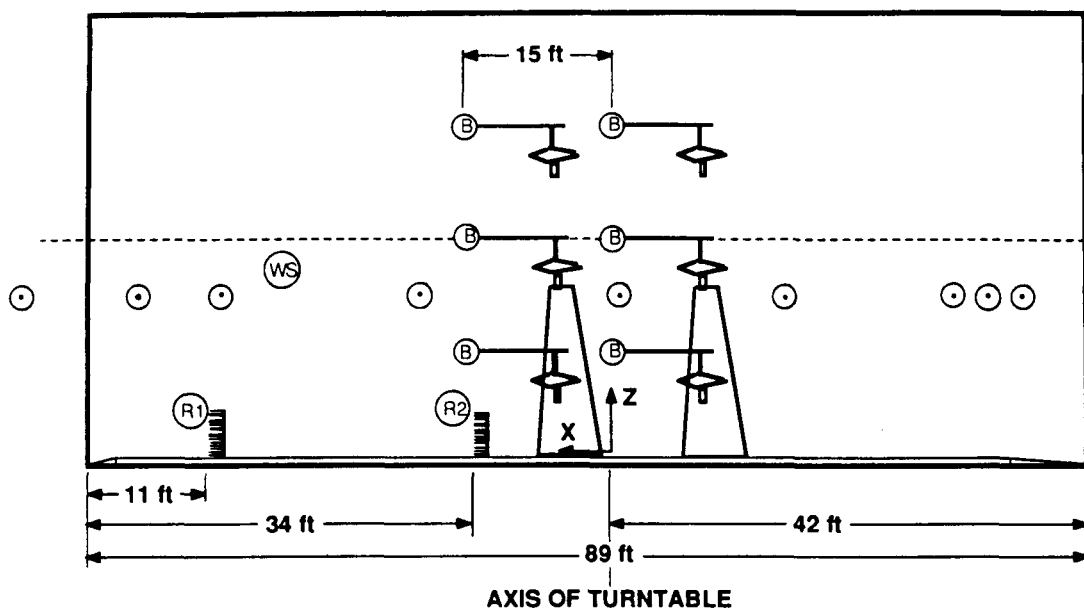 15 ft
B B
B B
WS
B B
R1 R2 Z
X
11 ft
34 ft 42 ft
89 ft
AXIS OF TURNTABLE